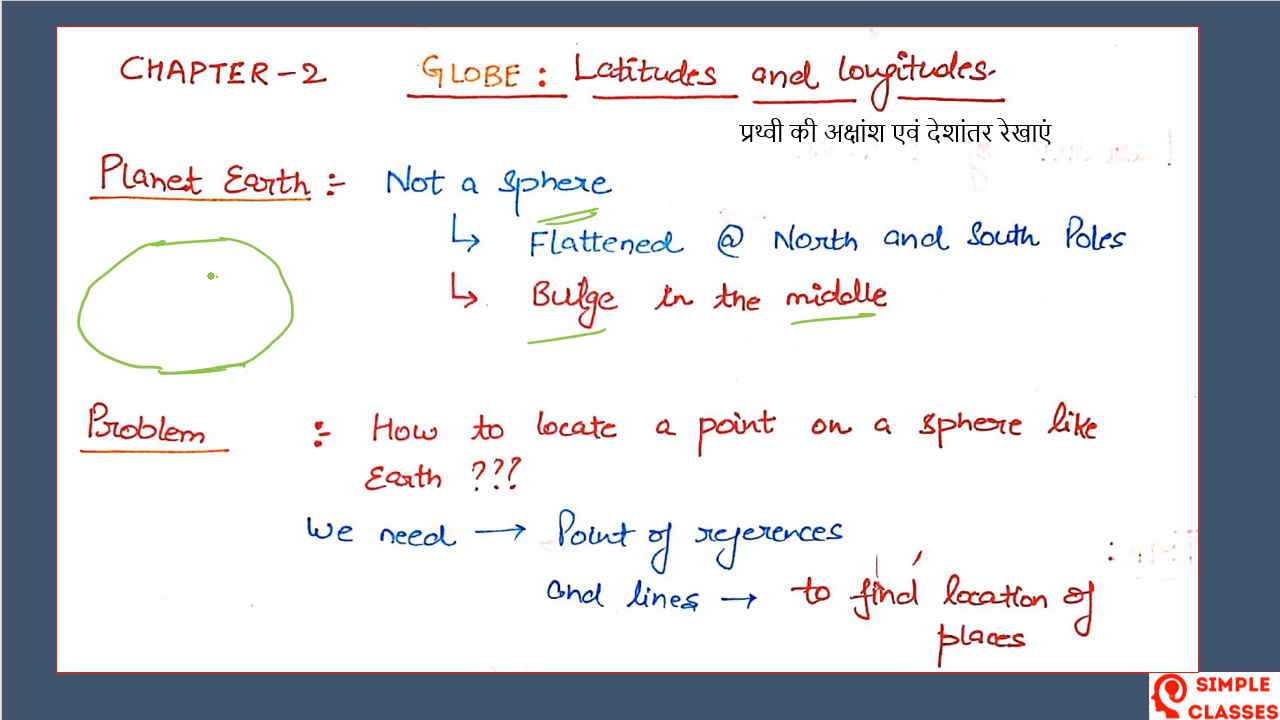 CHAPTER-2 GLOBE: Latitudes and longitudes.
प्रथ्वी की अक्षांश एवं देशांतर रेखाएं
Planet Earth :- Not a sphere
↳ Flattened @ North and South Poles
↳ Bulge in the middle
Problem :- How to locate a point on a sphere like
Earth ???
We need → Point of references
and lines → to find location of
places
SIMPLE
CLASSES